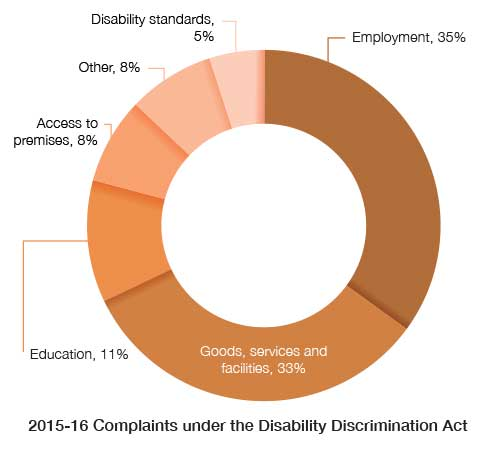 Disability standards,
5%
Employment, 35%
Other, 8%
Access to
premises, 8%
Education, 11%
Goods, services and
facilities, 33%
2015-16 Complaints under the Disability Discrimination Act